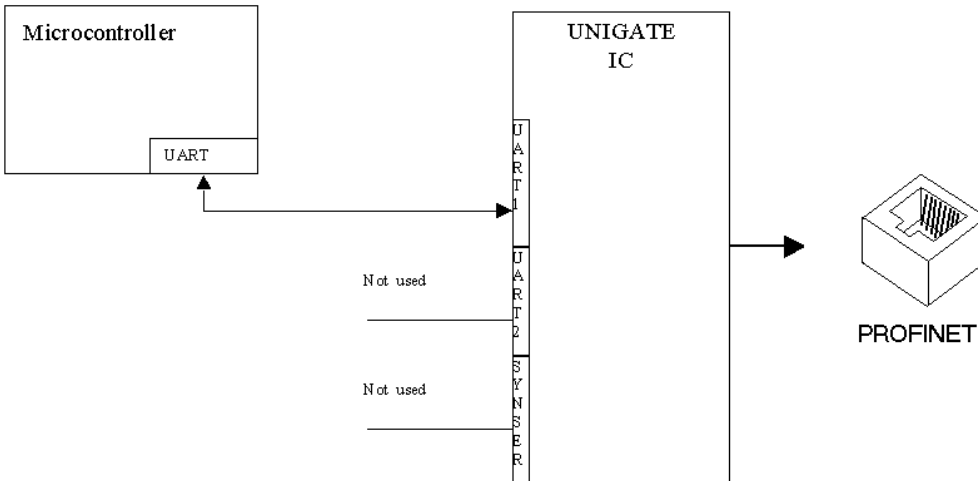 Microcontroller
UART
UNIGATE
IC
UART1
Not used
UART2
Not used
SYNSER
PROFINET